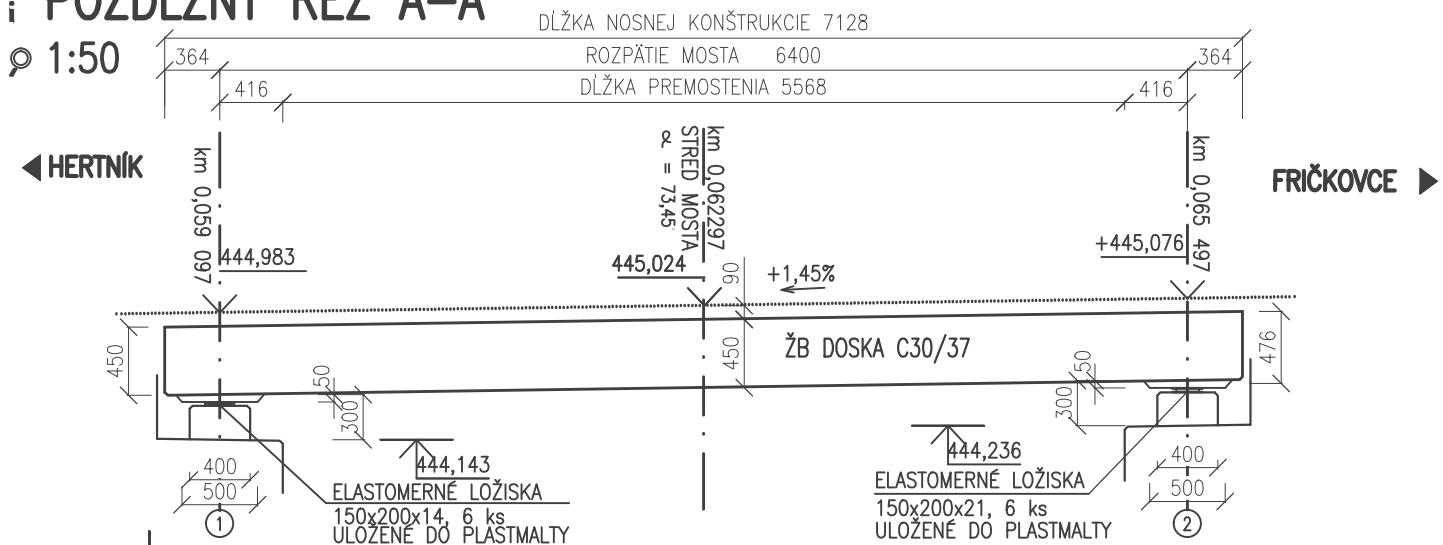 POZDĹŽNY REZ A–A
1:50
DĹŽKA NOSNEJ KONŠTRUKCIE 7128
364
ROZPÄTIE MOSTA 6400
364
416
DĹŽKA PREMOSTENIA 5568
416
HERTNÍK
FRIČKOVCE
km 0,059 097
km 0,062297
STRED MOSTA
α = 73,45°
km 0,065 497
444,983
445,024
90
+1,45%
+445,076
450
450
ŽB DOSKA C30/37
476
50
300
50
300
444,143
444,236
400
500
1
ELASTOMERNÉ LOŽISKA
150x200x14, 6 ks
ULOŽENÉ DO PLASTMALTY
ELASTOMERNÉ LOŽISKA
150x200x21, 6 ks
ULOŽENÉ DO PLASTMALTY
400
500
2